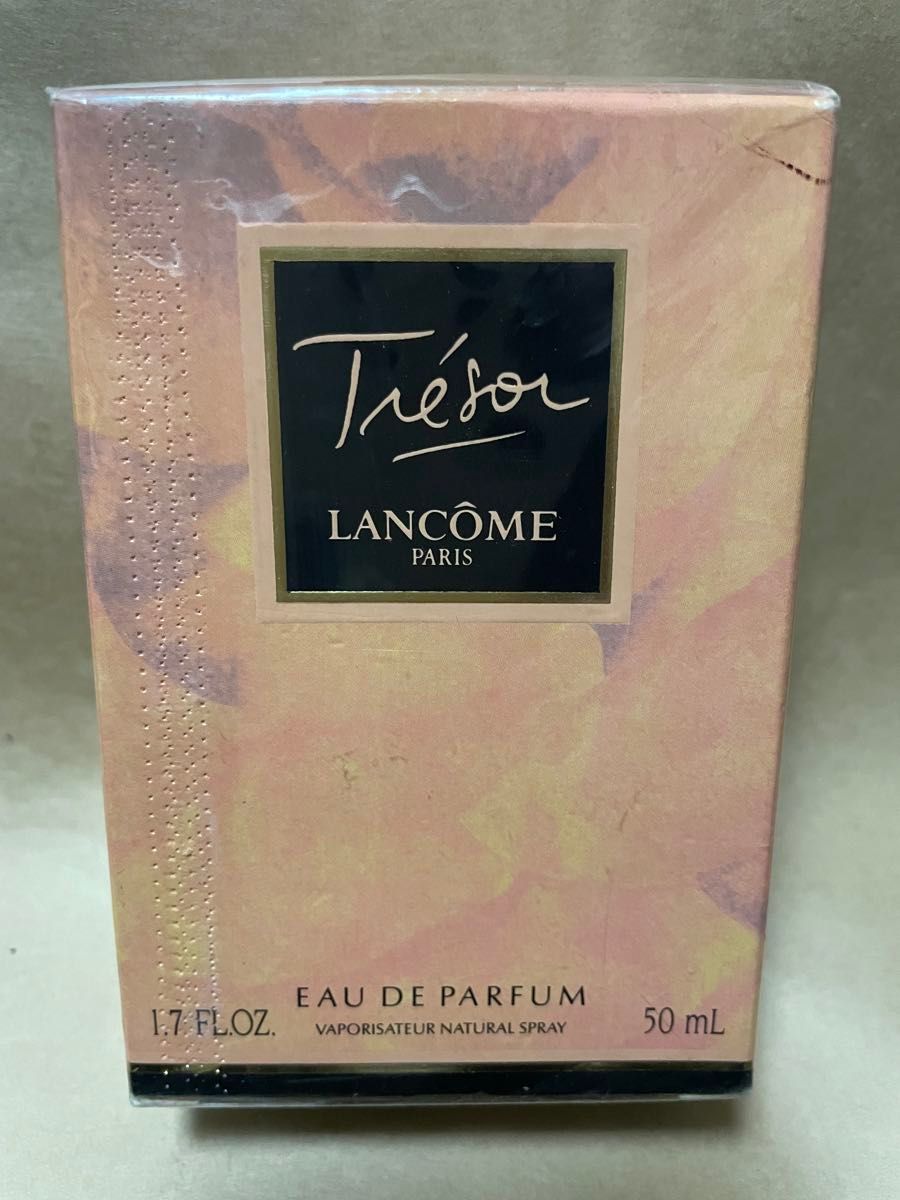 Trésor
LANCÔME
PARIS
EAU DE PARFUM
1.7 FL.OZ. VAPORISATEUR NATURAL SPRAY 50 mL